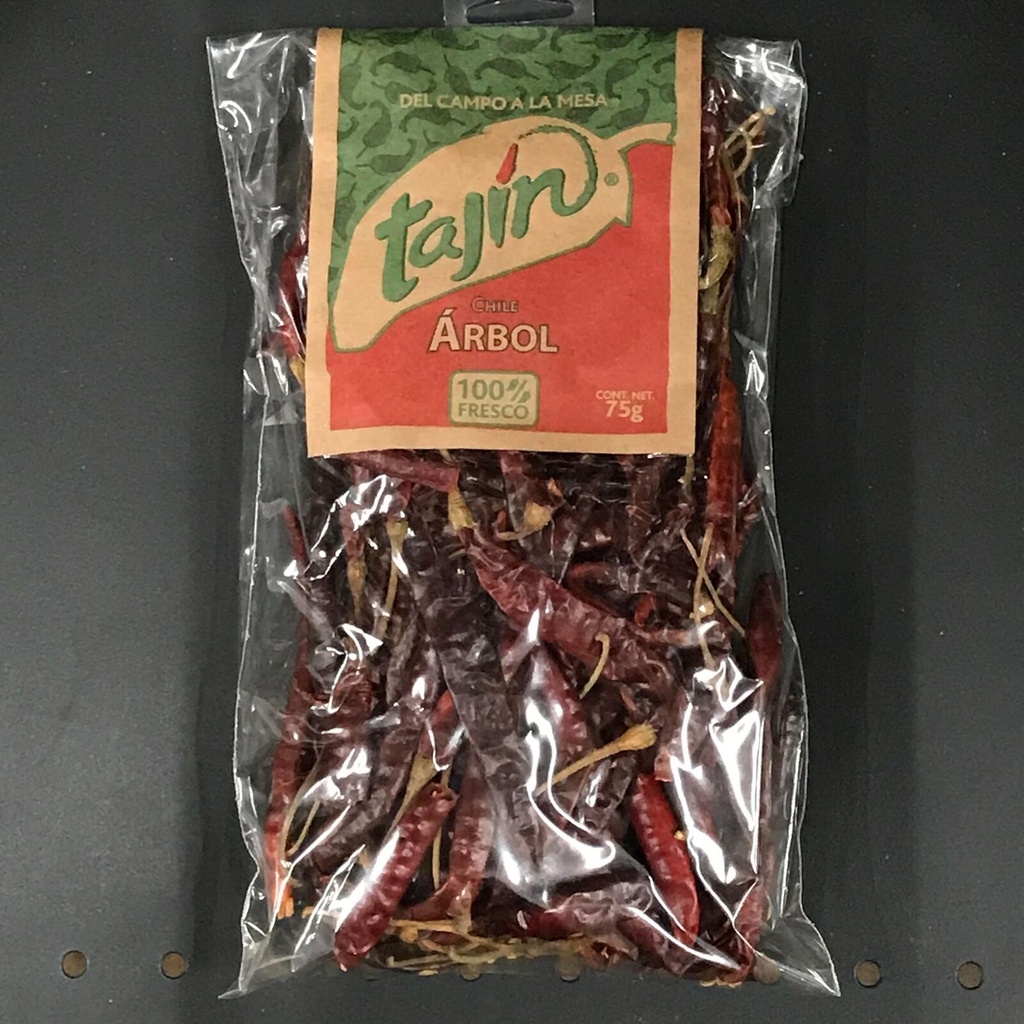 DEL CAMPO A LA MESA
tajín®
CHILE
ÁRBOL
100%
FRESCO
CONT. NET.
75g